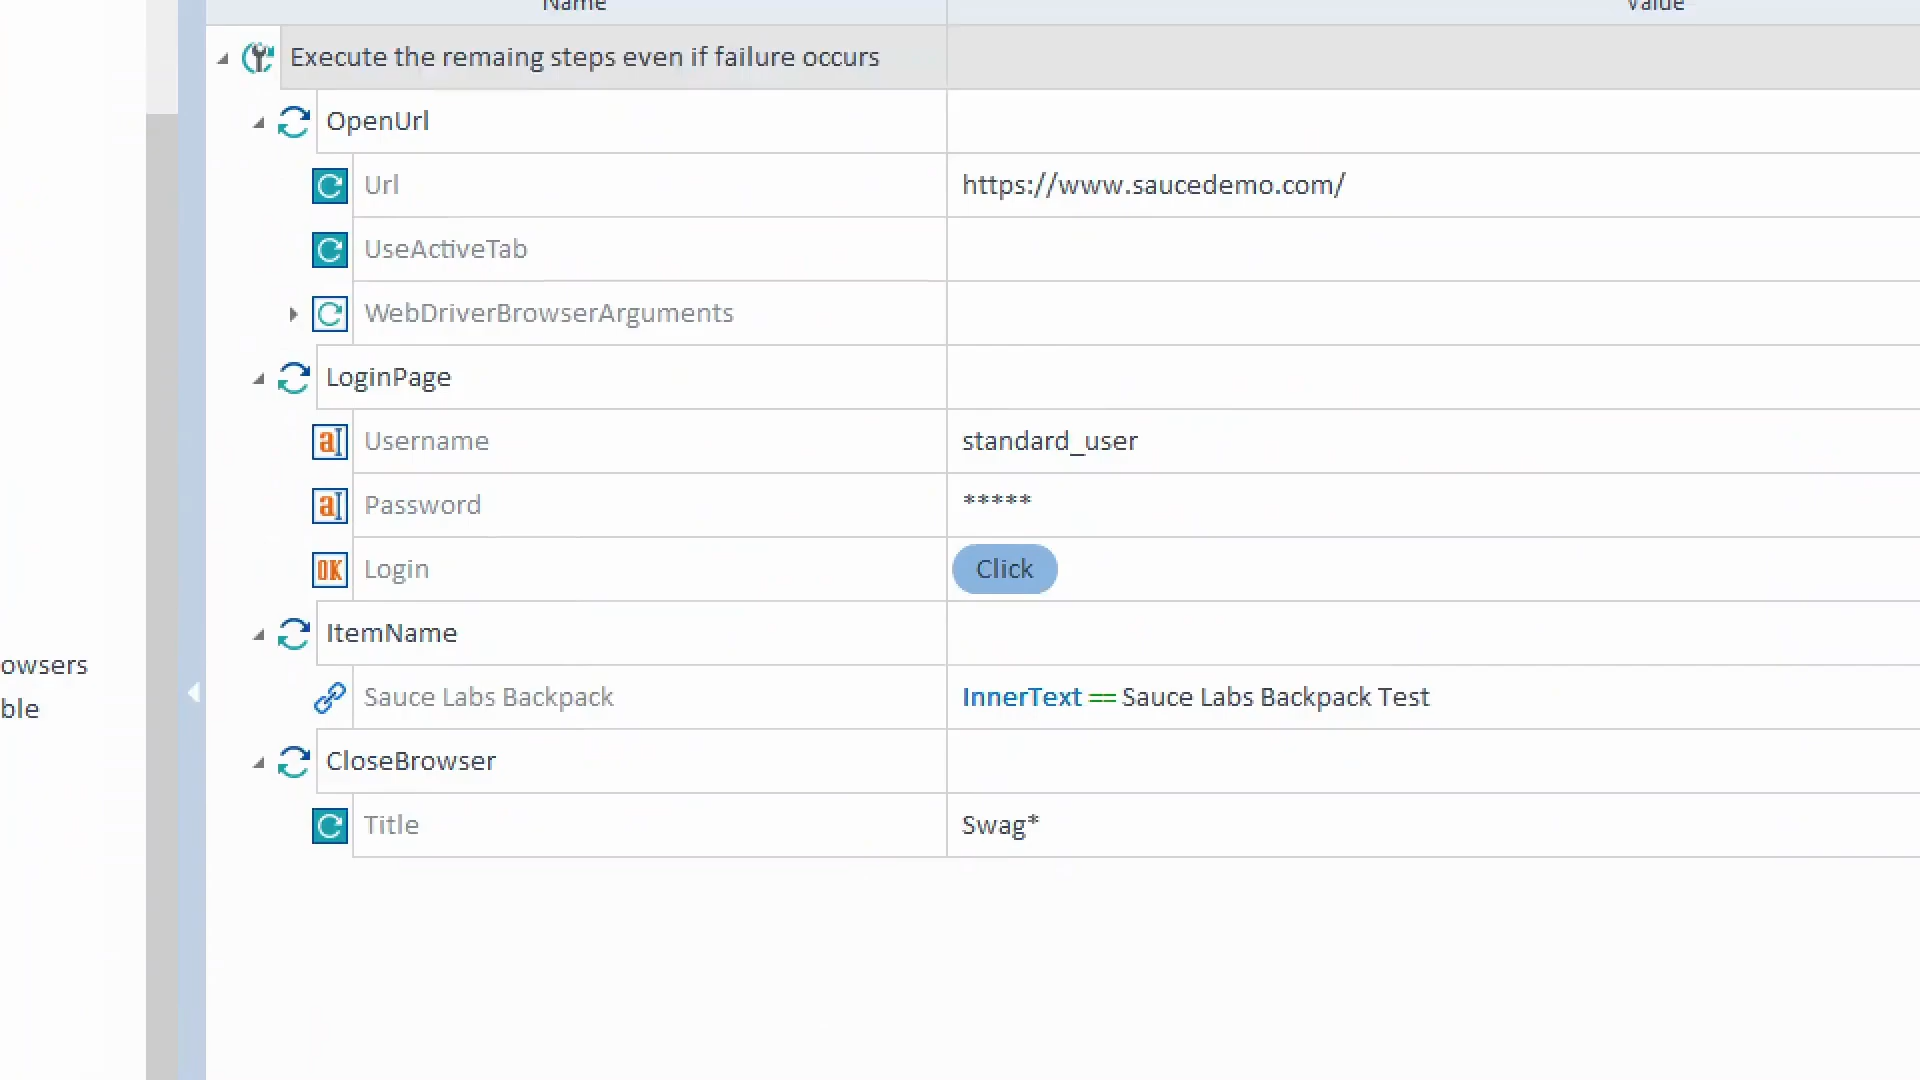 Name Value
Execute the remaing steps even if failure occurs
OpenUrl
Url https://www.saucedemo.com/
UseActiveTab
WebDriverBrowserArguments
LoginPage
Username standard_user
Password *****
Login Click
ItemName
owsers
Sauce Labs Backpack InnerText == Sauce Labs Backpack Test
ble
CloseBrowser
Title Swag*